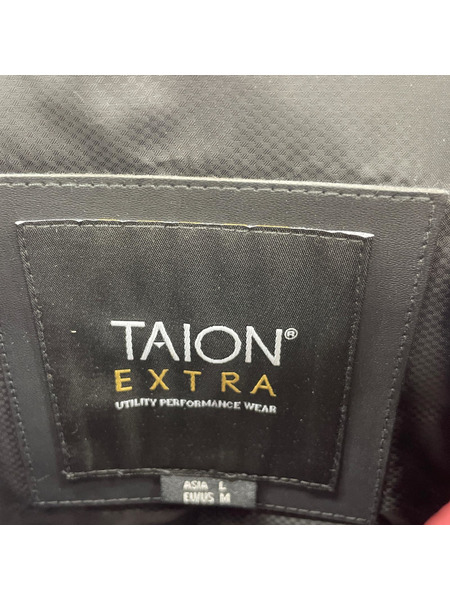 TAION®
EXTRA
UTILITY PERFORMANCE WEAR
ASIA L
EU/US M